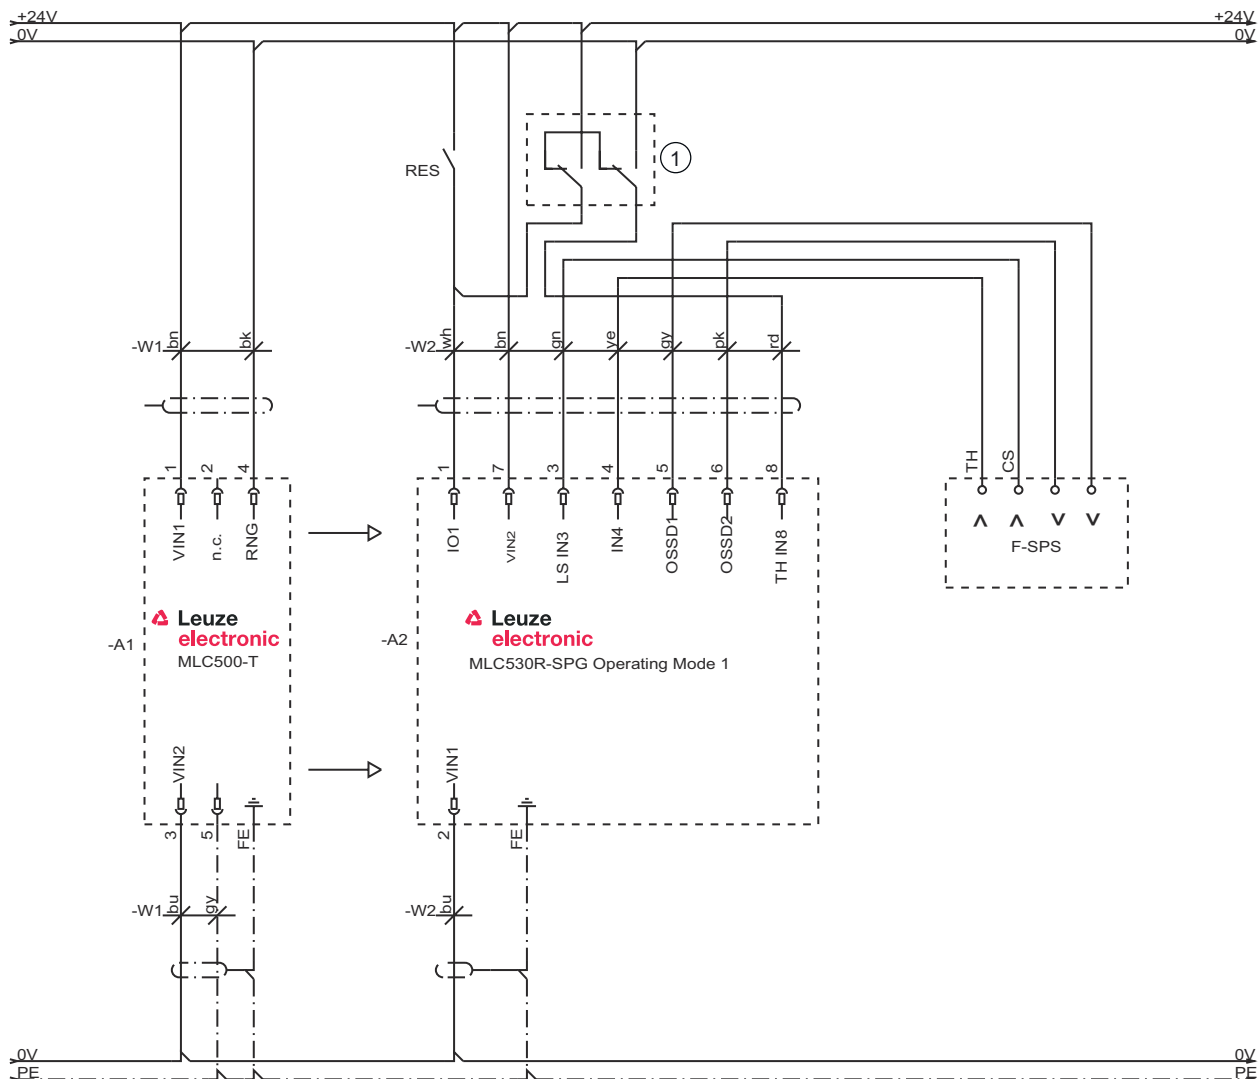 +24V +24V
0V 0V
1
RES
-W1 bn bk
-W2 wh bn gn ye gy pk rd
1 2 4
1 7 3 4 5 6 8
TH CS
VIN1 n.c. RNG
IO1 VIN2 LS IN3 IN4 OSSD1 OSSD2 TH IN8
F-SPS
Leuze
electronic
MLC500-T
-A1
Leuze
electronic
MLC530R-SPG Operating Mode 1
-A2
VIN2
VIN1
3 5 FE
2 FE
-W1 bu gy
-W2 bu
0V 0V
PE PE